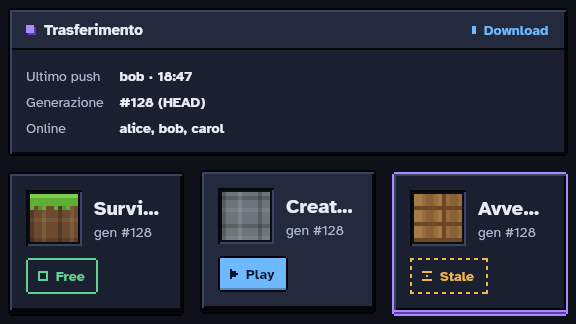 Trasferimento
Download
Ultimo push bob · 18:47
Generazione #128 (HEAD)
Online alice, bob, carol
Survi...
gen #128
Free
Creat...
gen #128
Play
Avve...
gen #128
Stale